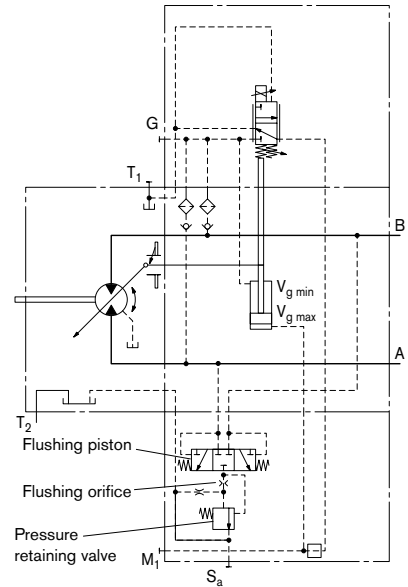 G
T1
B
Vg min
Vg max
A
T2
Flushing piston
Flushing orifice
Pressure
retaining valve
M1
Sa